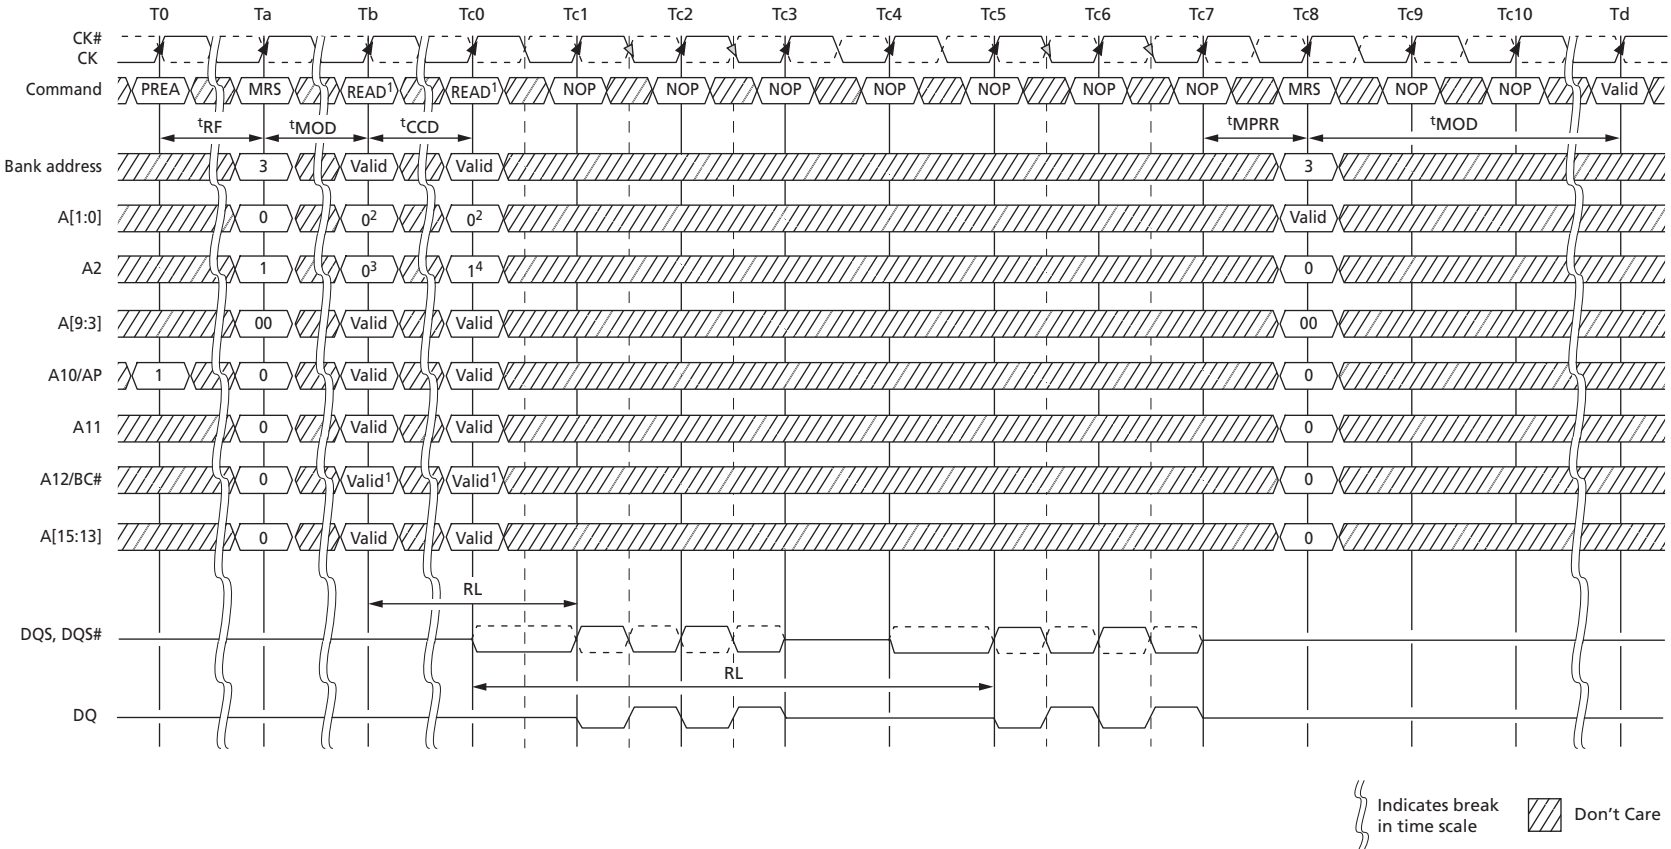 T0 Ta Tb Tc0 Tc1 Tc2 Tc3 Tc4 Tc5 Tc6 Tc7 Tc8 Tc9 Tc10 Td
CK#
CK
Command PREA MRS READ¹ READ¹ NOP NOP NOP NOP NOP NOP NOP MRS NOP NOP Valid
tRF tMOD tCCD tMPRR tMOD
Bank address 3 Valid Valid 3
A[1:0] 0 0² 0² Valid
A2 1 0³ 1⁴ 0
A[9:3] 00 Valid Valid 00
A10/AP 1 0 Valid Valid 0
A11 0 Valid Valid 0
A12/BC# 0 Valid¹ Valid¹ 0
A[15:13] 0 Valid Valid 0
RL
DQS, DQS#
RL
DQ
Indicates break
in time scale
Don't Care